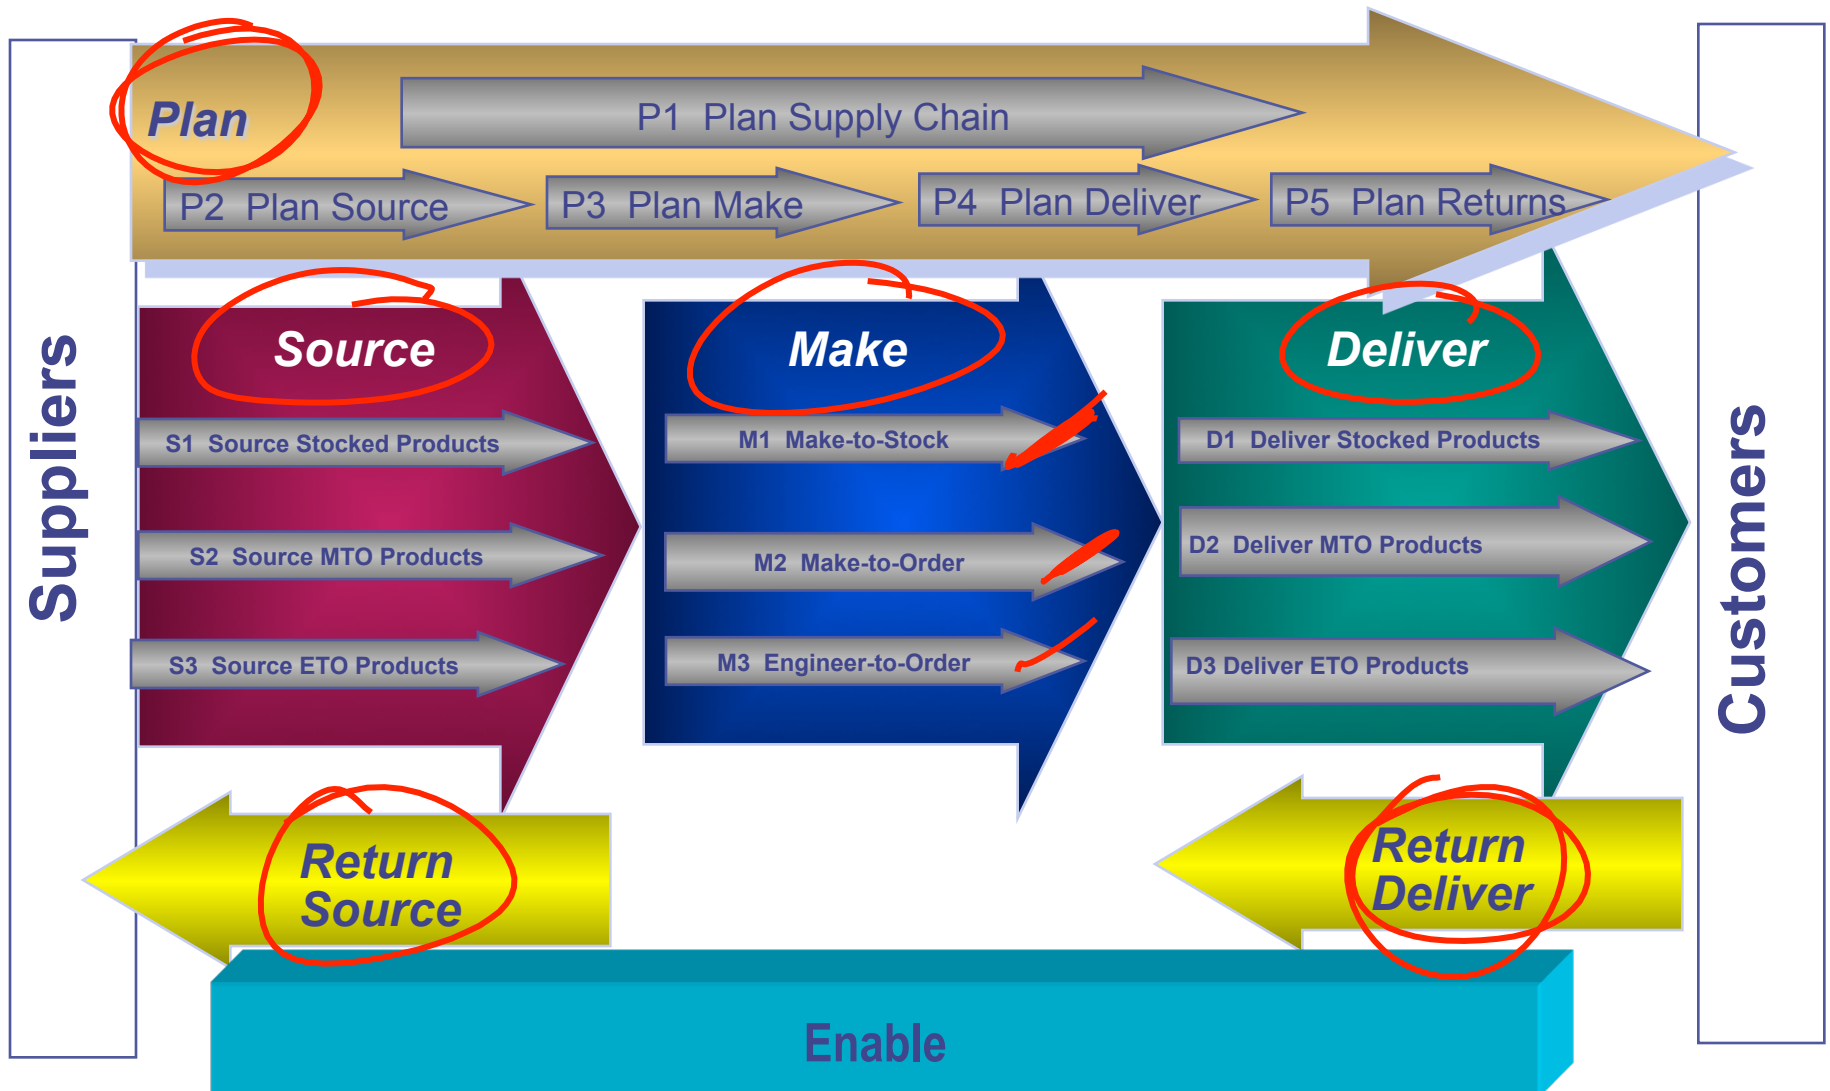 Suppliers
Plan
P1 Plan Supply Chain
P2 Plan Source
P3 Plan Make
P4 Plan Deliver
P5 Plan Returns
Source
S1 Source Stocked Products
S2 Source MTO Products
S3 Source ETO Products
Make
M1 Make-to-Stock
M2 Make-to-Order
M3 Engineer-to-Order
Deliver
D1 Deliver Stocked Products
D2 Deliver MTO Products
D3 Deliver ETO Products
Return
Source
Return
Deliver
Enable
Customers